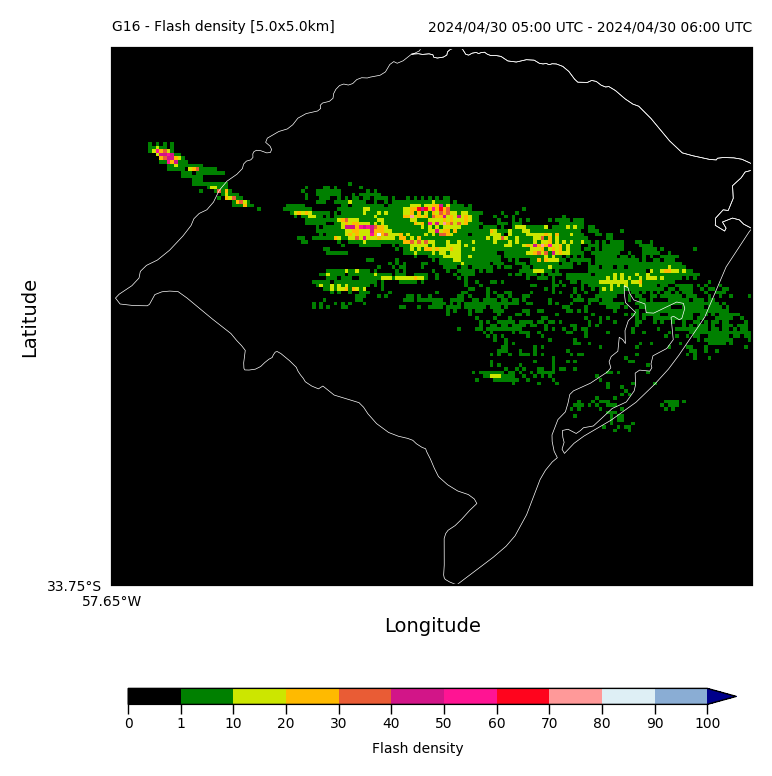 G16 - Flash density [5.0x5.0km] 2024/04/30 05:00 UTC - 2024/04/30 06:00 UTC
Latitude
33.75°S
57.65°W
Longitude
0 1 10 20 30 40 50 60 70 80 90 100
Flash density